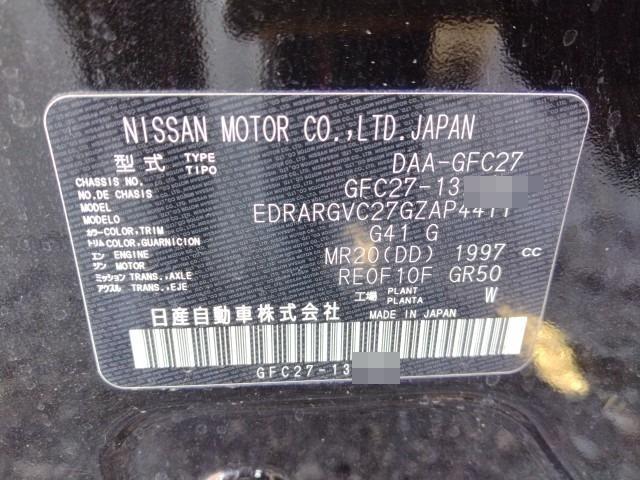 NISSAN MOTOR CO.,LTD.JAPAN
型式 TYPE TIPO DAA-GFC27
CHASSIS NO. NO.DE CHASIS GFC27-13
MODEL MODELO EDRARGVC27GZAP4411
カラー COLOR,TRIM トリム COLOR,GUARNICION G41 G
エンジン ENGINE MOTOR MR20(DD) 1997 cc
ミッション TRANS.,AXLE アクスル TRANS.,EJE RE0F10F GR50
工場 PLANT PLANTA W
日産自動車株式会社 MADE IN JAPAN
GFC27-13